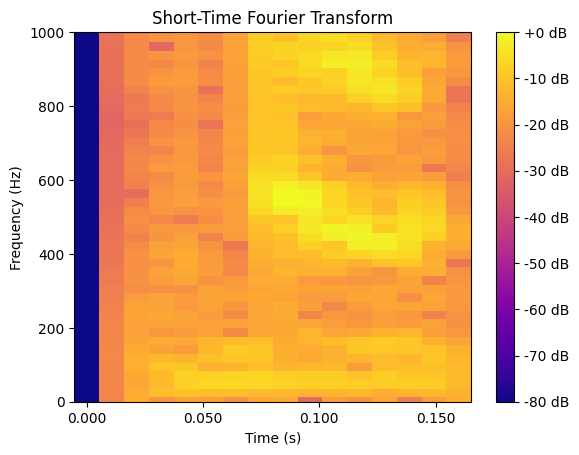 Short-Time Fourier Transform
Frequency (Hz)
1000
800
600
400
200
0
0.000
0.050
0.100
0.150
Time (s)
+0 dB
-10 dB
-20 dB
-30 dB
-40 dB
-50 dB
-60 dB
-70 dB
-80 dB